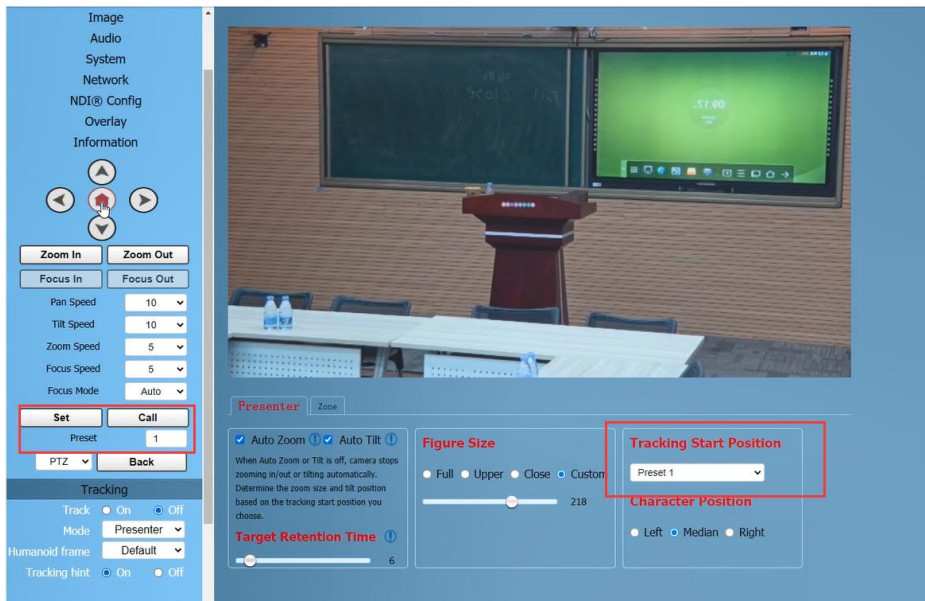 Image
Audio
System
Network
NDI® Config
Overlay
Information
Zoom In Zoom Out
Focus In Focus Out
Pan Speed 10
Tilt Speed 10
Zoom Speed 5
Focus Speed 5
Focus Mode Auto
Set Call
Preset 1
PTZ Back
Tracking
Track On Off
Mode Presenter
Humanoid frame Default
Tracking hint On Off
09:17
Presenter Zone
Auto Zoom Auto Tilt
When Auto Zoom or Tilt is off, camera stops
zooming in/out or tilting automatically.
Determine the zoom size and tilt position
based on the tracking start position you
choose.
Target Retention Time
6
Figure Size
Full Upper Close Custom
218
Tracking Start Position
Preset 1
Character Position
Left Median Right